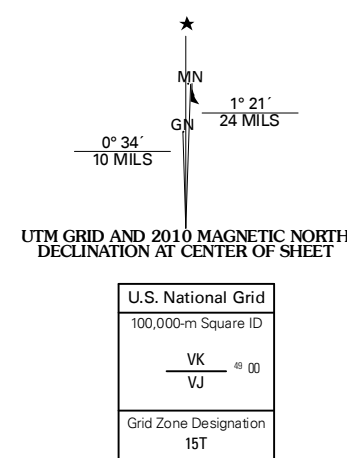 ★
MN
GN
1° 21´
24 MILS
0° 34´
10 MILS
UTM GRID AND 2010 MAGNETIC NORTH
DECLINATION AT CENTER OF SHEET
U.S. National Grid
100,000-m Square ID
VK
49 00
VJ
Grid Zone Designation
15T